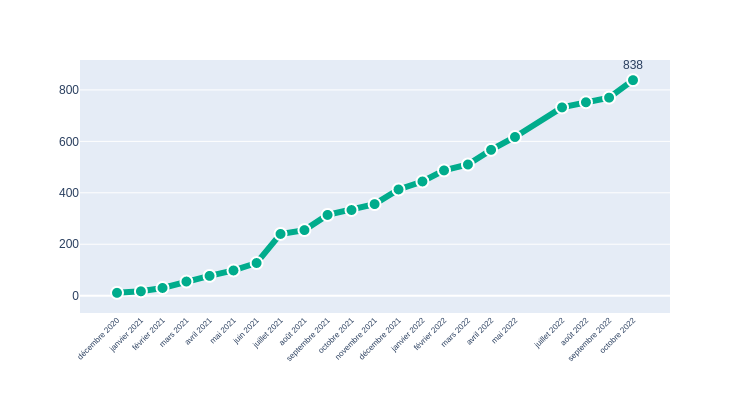 838
800
600
400
200
0
décembre 2020
janvier 2021
février 2021
mars 2021
avril 2021
mai 2021
juin 2021
juillet 2021
août 2021
septembre 2021
octobre 2021
novembre 2021
décembre 2021
janvier 2022
février 2022
mars 2022
avril 2022
mai 2022
juillet 2022
août 2022
septembre 2022
octobre 2022